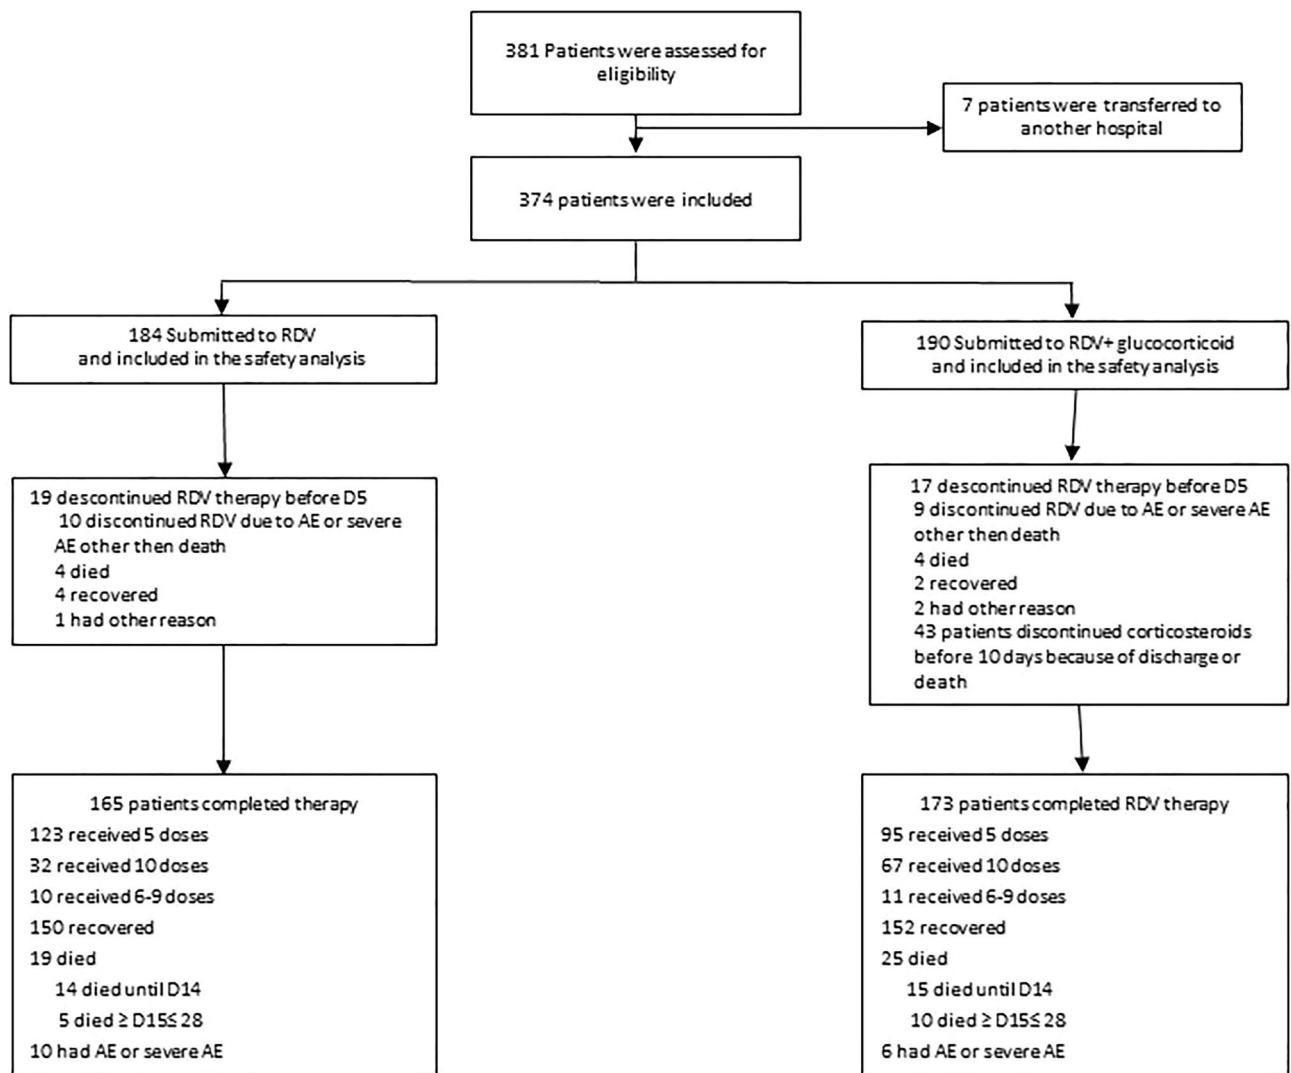 381 Patients were assessed for
eligibility
7 patients were transferred to
another hospital
374 patients were included
184 Submitted to RDV
and included in the safety analysis
190 Submitted to RDV+ glucocorticoid
and included in the safety analysis
19 descontinued RDV therapy before D5
10 discontinued RDV due to AE or severe
AE other then death
4 died
4 recovered
1 had other reason
17 descontinued RDV therapy before D5
9 discontinued RDV due to AE or severe AE
other then death
4 died
2 recovered
2 had other reason
43 patients discontinued corticosteroids
before 10 days because of discharge or
death
165 patients completed therapy
123 received 5 doses
32 received 10 doses
10 received 6-9 doses
150 recovered
19 died
14 died until D14
5 died ≥ D15≤ 28
10 had AE or severe AE
173 patients completed RDV therapy
95 received 5 doses
67 received 10 doses
11 received 6-9 doses
152 recovered
25 died
15 died until D14
10 died ≥ D15≤ 28
6 had AE or severe AE